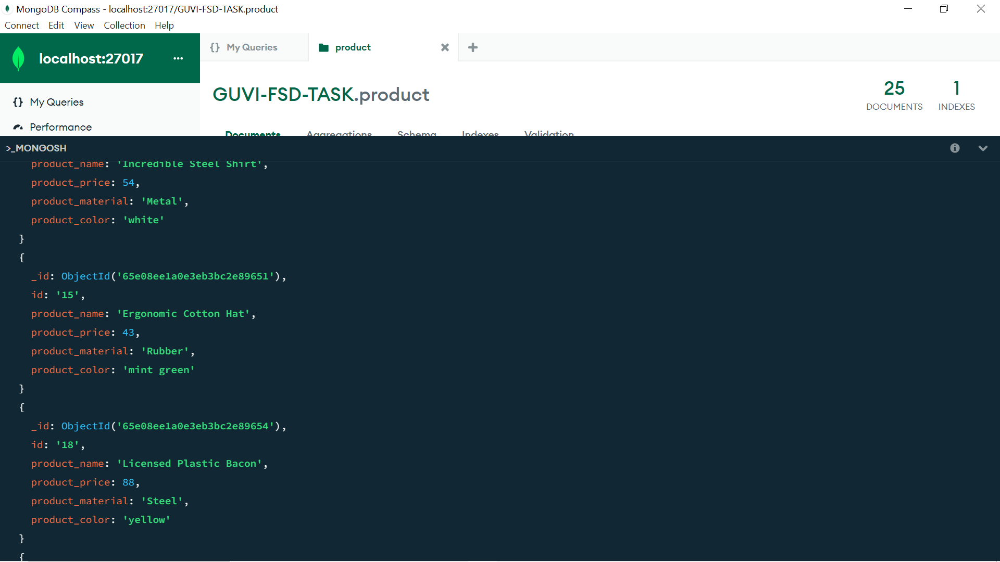 MongoDB Compass - localhost:27017/GUVI-FSD-TASK.product
Connect Edit View Collection Help
localhost:27017 ...
{} My Queries
product
{} My Queries
Performance
GUVI-FSD-TASK.product
25
DOCUMENTS
1
INDEXES
Documents Aggregations Schema Indexes Validation
>_MONGOSH
product_name: 'Incredible Steel Shirt',
product_price: 54,
product_material: 'Metal',
product_color: 'white'
}
{
_id: ObjectId('65e08ee1a0e3eb3bc2e89651'),
id: '15',
product_name: 'Ergonomic Cotton Hat',
product_price: 43,
product_material: 'Rubber',
product_color: 'mint green'
}
{
_id: ObjectId('65e08ee1a0e3eb3bc2e89654'),
id: '18',
product_name: 'Licensed Plastic Bacon',
product_price: 88,
product_material: 'Steel',
product_color: 'yellow'
}
{